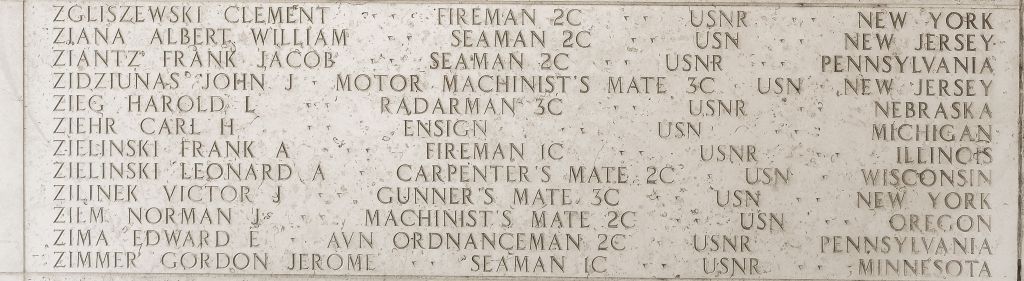 ZGLISZEWSKI CLEMENT FIREMAN 2C USNR NEW YORK
ZIANA ALBERT WILLIAM SEAMAN 2C USN NEW JERSEY
ZIANTZ FRANK JACOB SEAMAN 2C USNR PENNSYLVANIA
ZIDZIUNAS JOHN J MOTOR MACHINIST'S MATE 3C USN NEW JERSEY
ZIEG HAROLD L RADARMAN 3C USNR NEBRASKA
ZIEHR CARL H ENSIGN USN MICHIGAN
ZIELINSKI FRANK A FIREMAN 1C USNR ILLINOIS
ZIELINSKI LEONARD A CARPENTER'S MATE 2C USN WISCONSIN
ZILINEK VICTOR J GUNNER'S MATE 3C USN NEW YORK
ZILM NORMAN J MACHINIST'S MATE 2C USN OREGON
ZIMA EDWARD E AVN ORDNANCEMAN 2C USNR PENNSYLVANIA
ZIMMER GORDON JEROME SEAMAN 1C USNR MINNESOTA